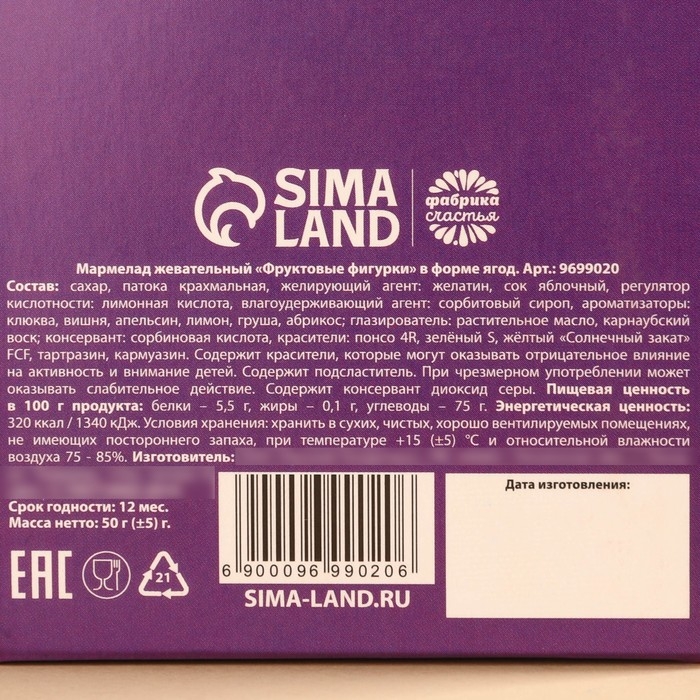 SIMA
LAND
фабрика
счастья
Мармелад жевательный «Фруктовые фигурки» в форме ягод. Арт.: 9699020
Состав: сахар, патока крахмальная, желирующий агент: желатин, сок яблочный, регулятор
кислотности: лимонная кислота, влагоудерживающий агент: сорбитовый сироп, ароматизаторы:
клюква, вишня, апельсин, лимон, груша, абрикос; глазирователь: растительное масло, карнаубский
воск; консервант: сорбиновая кислота, красители: понсо 4R, зелёный S, жёлтый «Солнечный закат»
FCF, тартразин, кармуазин. Содержит красители, которые могут оказывать отрицательное влияние
на активность и внимание детей. Содержит подсластитель. При чрезмерном употреблении может
оказывать слабительное действие. Содержит консервант диоксид серы. Пищевая ценность
в 100 г продукта: белки – 5,5 г, жиры – 0,1 г, углеводы – 75 г. Энергетическая ценность:
320 ккал / 1340 кДж. Условия хранения: хранить в сухих, чистых, хорошо вентилируемых помещениях,
не имеющих постороннего запаха, при температуре +15 (±5) °С и относительной влажности
воздуха 75 - 85%. Изготовитель:
Срок годности: 12 мес.
Масса нетто: 50 г (±5) г.
EAC
21
6 900096 990206
SIMA-LAND.RU
Дата изготовления: